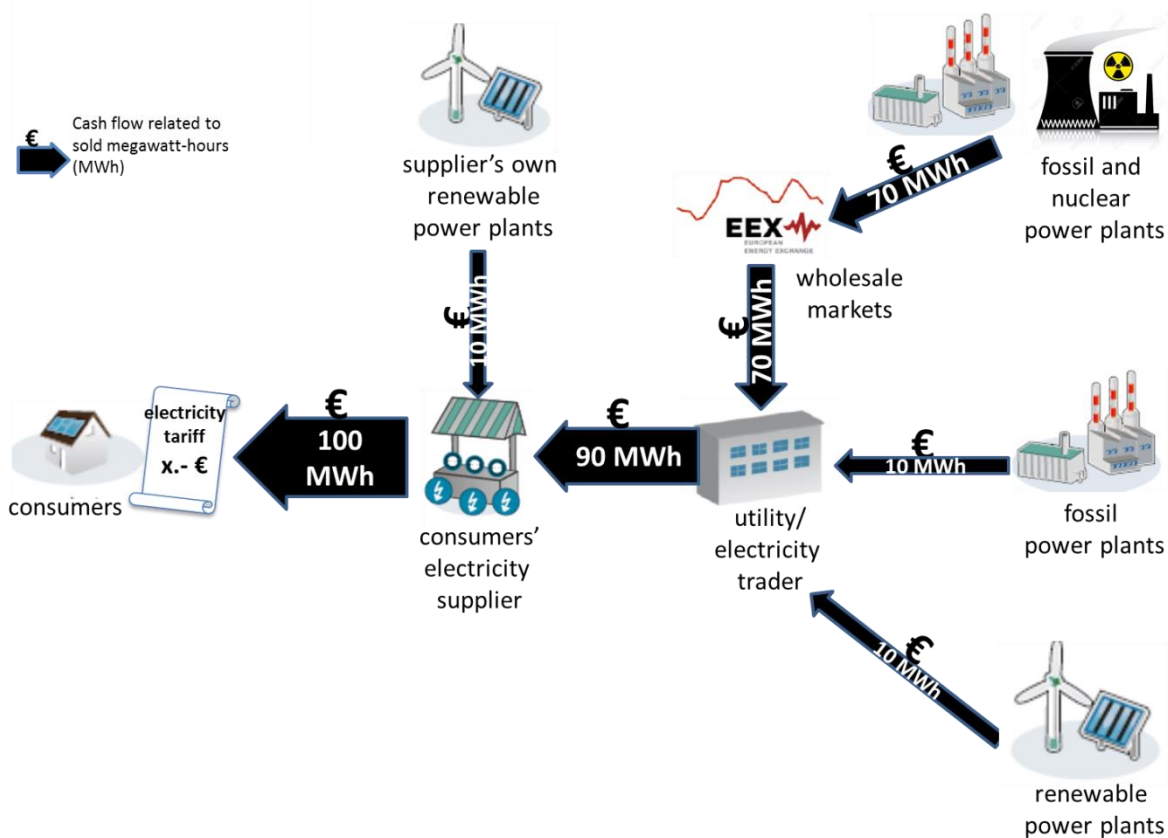 €
Cash flow related to
sold megawatt-hours
(MWh)
supplier's own
renewable
power plants
fossil and
nuclear
power plants
€
70 MWh
EEX
EUROPEAN
ENERGY EXCHANGE
wholesale
markets
€
10 MWh
€
70 MWh
consumers
electricity
tariff
x.- €
€
100
MWh
consumers'
electricity
supplier
€
90 MWh
utility/
electricity
trader
€
10 MWh
fossil
power plants
€
10 MWh
renewable
power plants